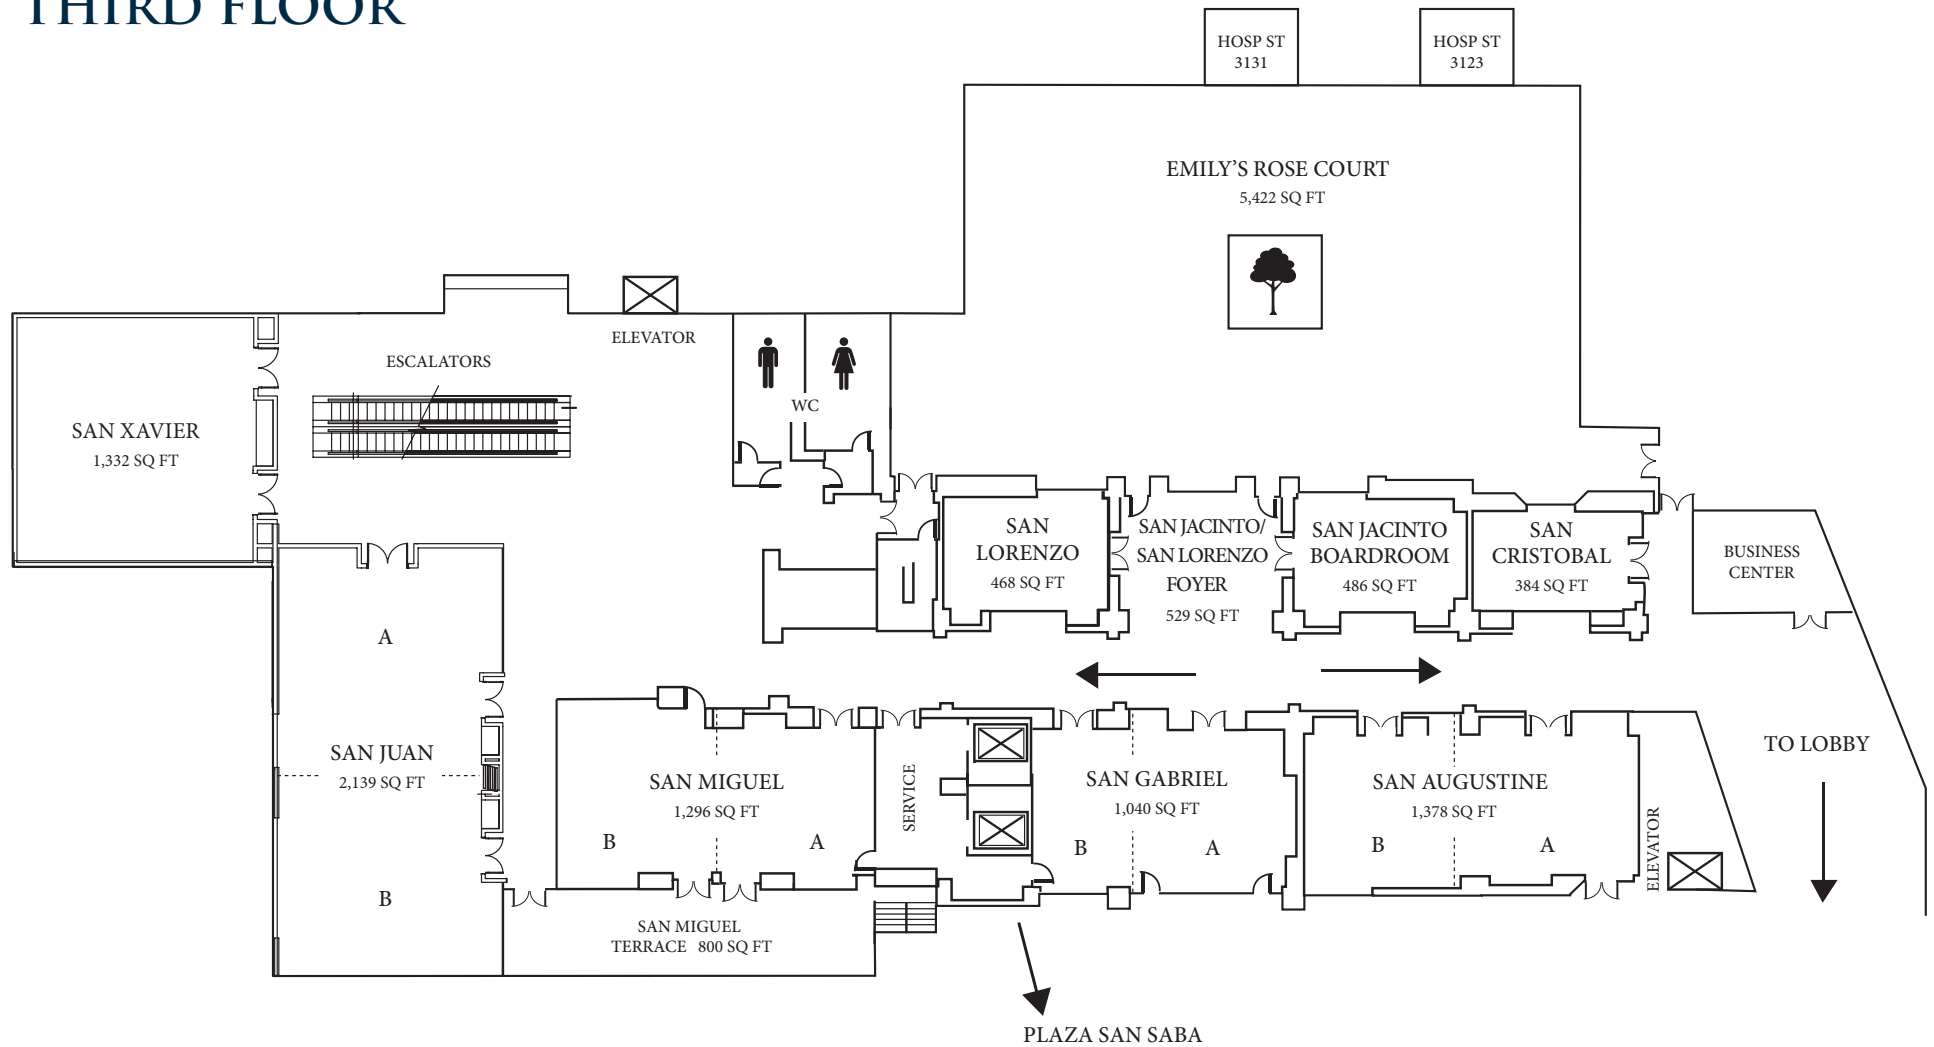 THIRD FLOOR
HOSP ST
3131
HOSP ST
3123
EMILY'S ROSE COURT
5,422 SQ FT
ELEVATOR
ESCALATORS
WC
SAN XAVIER
1,332 SQ FT
SAN
LORENZO
468 SQ FT
SAN JACINTO/
SAN LORENZO
FOYER
529 SQ FT
SAN JACINTO
BOARDROOM
486 SQ FT
SAN
CRISTOBAL
384 SQ FT
BUSINESS
CENTER
A
SAN JUAN
2,139 SQ FT
B
SAN MIGUEL
1,296 SQ FT
B
A
SERVICE
SAN GABRIEL
1,040 SQ FT
B
A
SAN AUGUSTINE
1,378 SQ FT
B
A
ELEVATOR
TO LOBBY
SAN MIGUEL
TERRACE 800 SQ FT
PLAZA SAN SABA